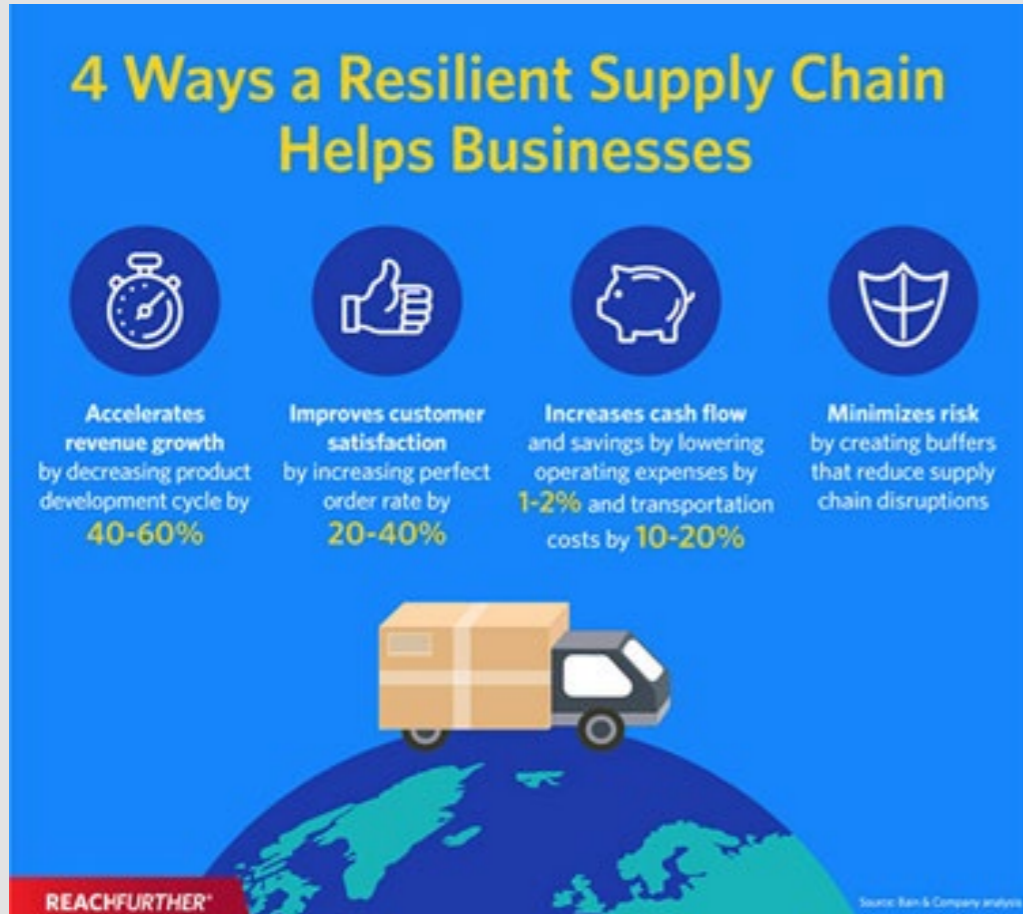 4 Ways a Resilient Supply Chain
Helps Businesses
Accelerates
revenue growth
by decreasing product
development cycle by
40-60%
Improves customer
satisfaction
by increasing perfect
order rate by
20-40%
Increases cash flow
and savings by lowering
operating expenses by
1-2% and transportation
costs by 10-20%
Minimizes risk
by creating buffers
that reduce supply
chain disruptions
REACHFURTHER®
Source: Bain & Company analysis